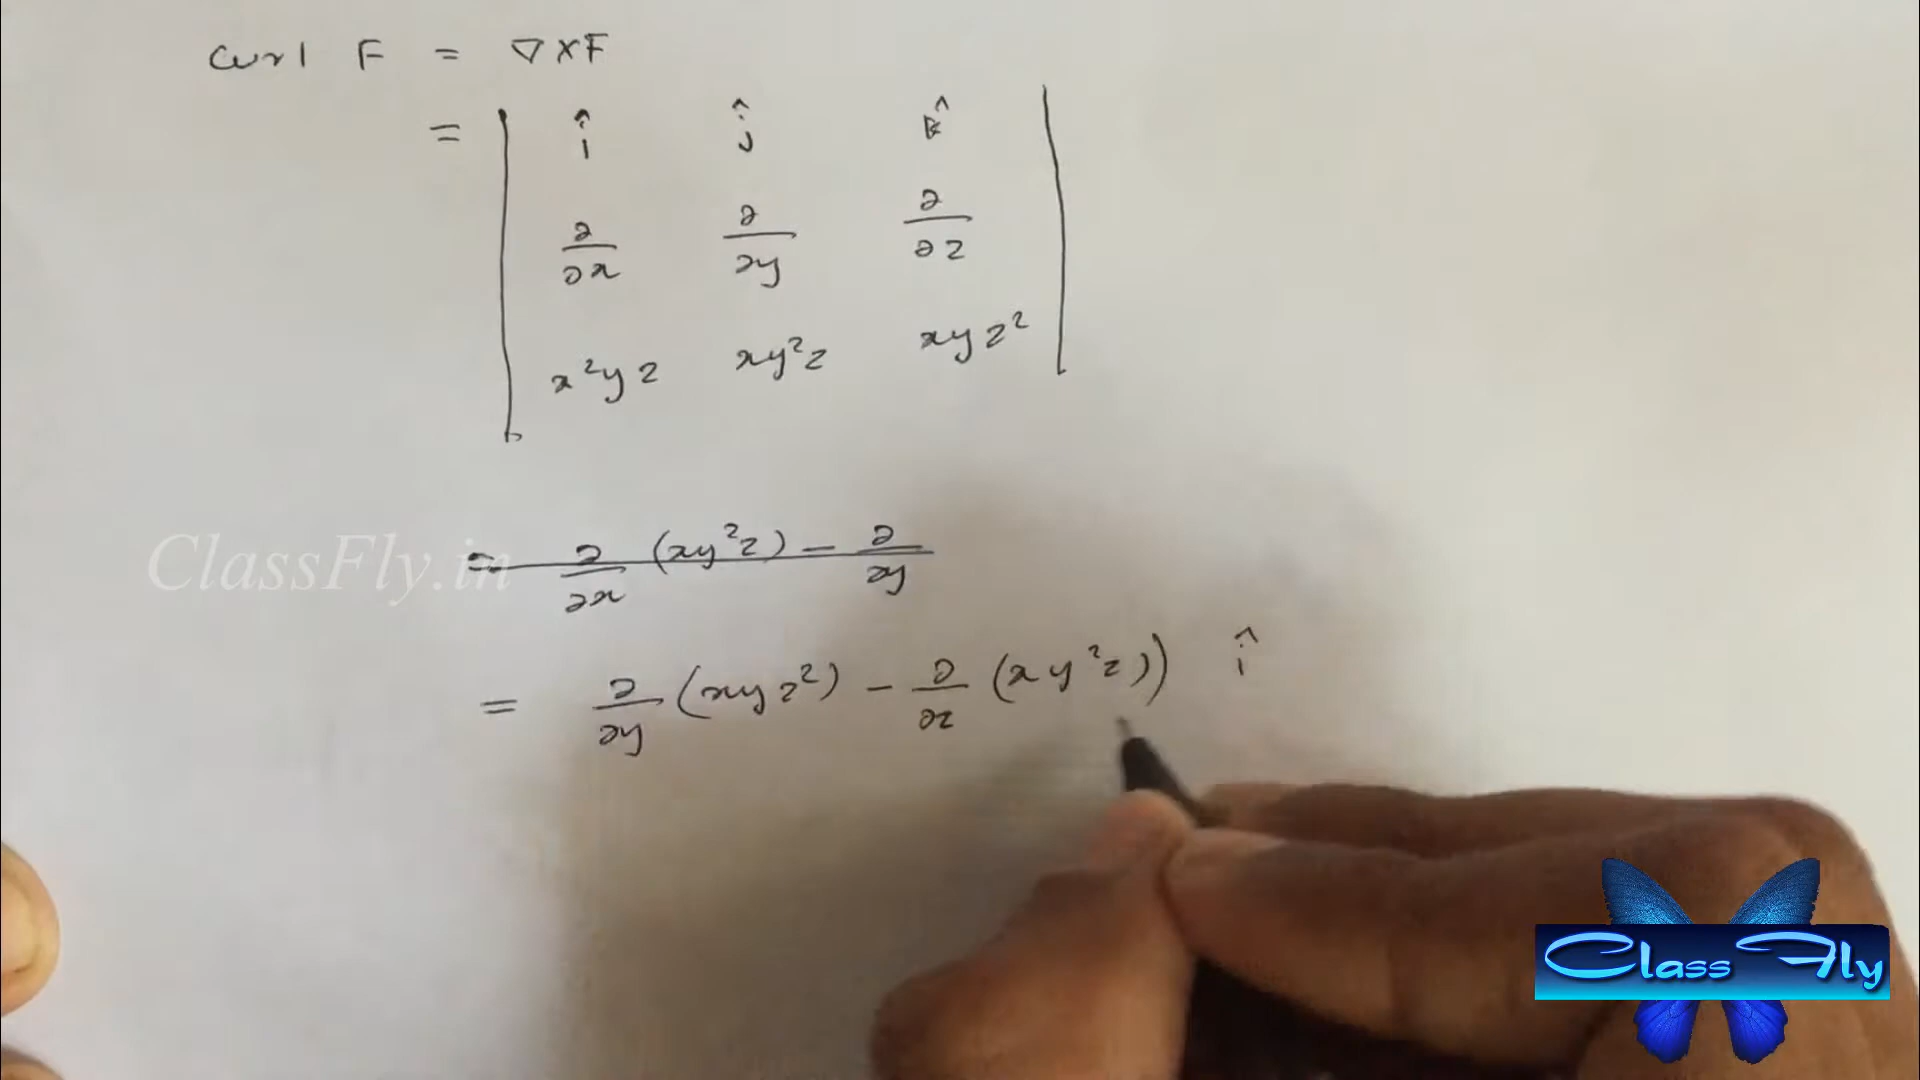 curl F = ∇ X F
= | î ĵ k̂ |
∂/∂x ∂/∂y ∂/∂z
x²yz xy²z xyz²
= ∂/∂x (xy²z) – ∂/∂y
= ∂/∂y (xyz²) – ∂/∂z (xy²z)) î
ClassFly.in
Class Fly